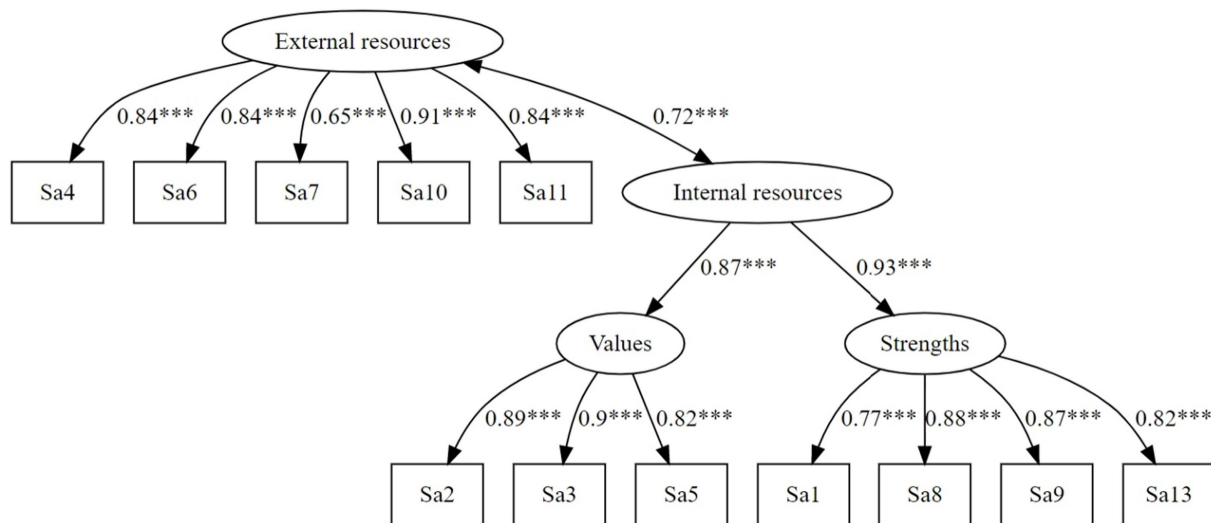 External resources
0.84*** 0.84*** 0.65*** 0.91*** 0.84*** 0.72***
Sa4 Sa6 Sa7 Sa10 Sa11 Internal resources
0.87*** 0.93***
Values Strengths
0.89*** 0.9*** 0.82*** 0.77*** 0.88*** 0.87*** 0.82***
Sa2 Sa3 Sa5 Sa1 Sa8 Sa9 Sa13